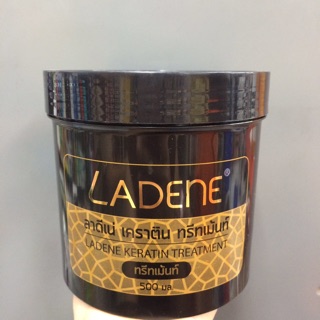 LADENE®
ลาดีเน่ เคราติน ทรีทเม้นท์
LADENE KERATIN TREATMENT
ทรีทเม้นท์
500 มล